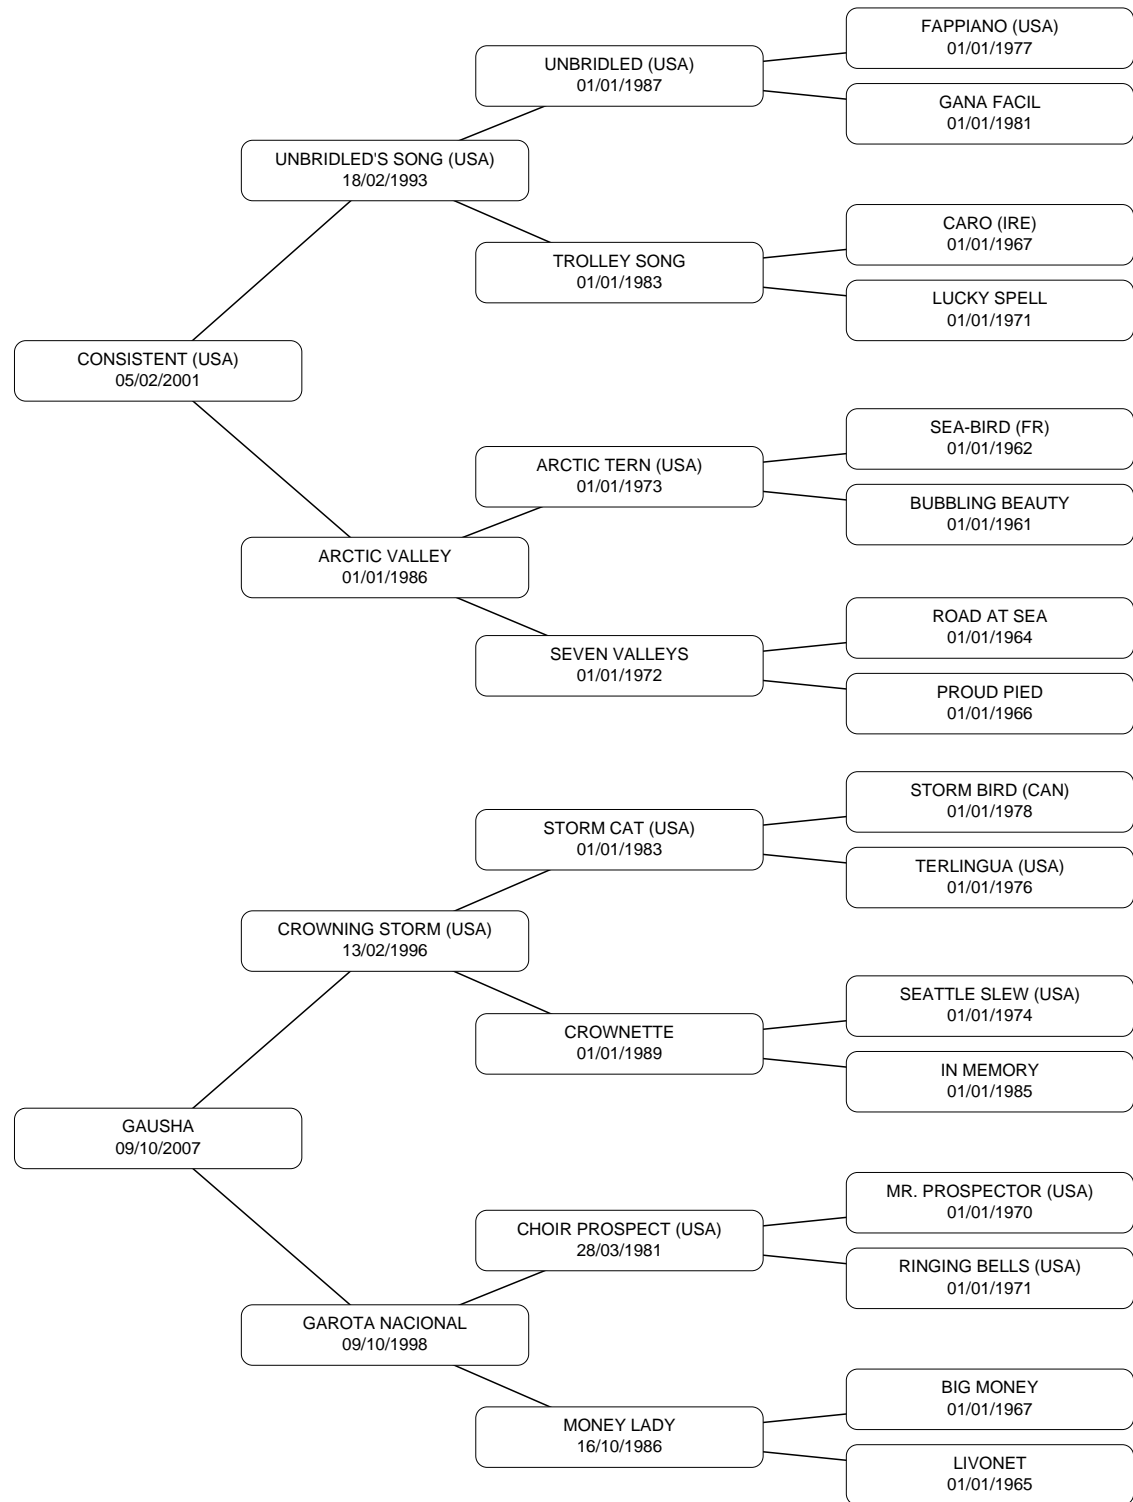 FAPPIANO (USA)
01/01/1977
UNBRIDLED (USA)
01/01/1987
GANA FACIL
01/01/1981
UNBRIDLED'S SONG (USA)
18/02/1993
CARO (IRE)
01/01/1967
TROLLEY SONG
01/01/1983
LUCKY SPELL
01/01/1971
CONSISTENT (USA)
05/02/2001
SEA-BIRD (FR)
01/01/1962
ARCTIC TERN (USA)
01/01/1973
BUBBLING BEAUTY
01/01/1961
ARCTIC VALLEY
01/01/1986
ROAD AT SEA
01/01/1964
SEVEN VALLEYS
01/01/1972
PROUD PIED
01/01/1966
STORM BIRD (CAN)
01/01/1978
STORM CAT (USA)
01/01/1983
TERLINGUA (USA)
01/01/1976
CROWNING STORM (USA)
13/02/1996
SEATTLE SLEW (USA)
01/01/1974
CROWNETTE
01/01/1989
IN MEMORY
01/01/1985
GAUSHA
09/10/2007
MR. PROSPECTOR (USA)
01/01/1970
CHOIR PROSPECT (USA)
28/03/1981
RINGING BELLS (USA)
01/01/1971
GAROTA NACIONAL
09/10/1998
BIG MONEY
01/01/1967
MONEY LADY
16/10/1986
LIVONET
01/01/1965